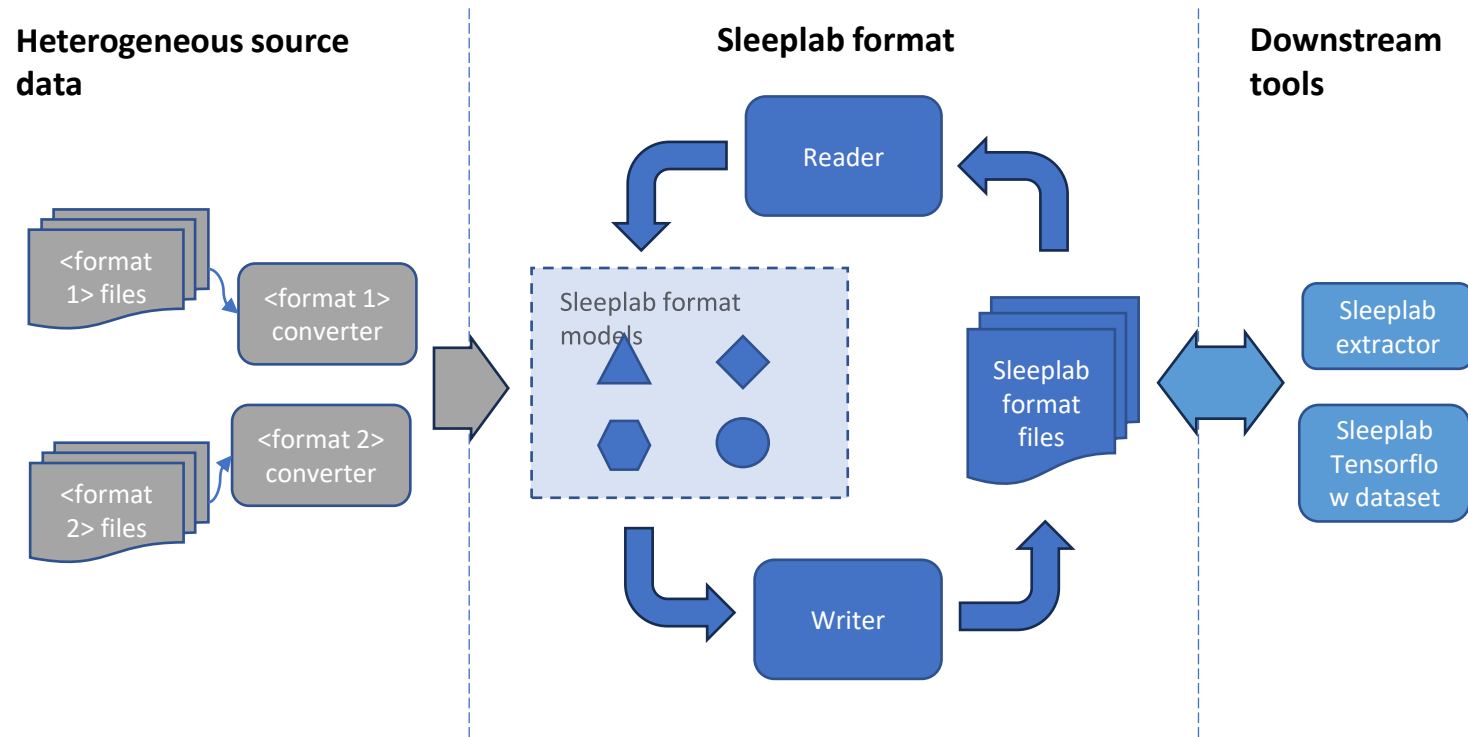 Heterogeneous source
data
Sleeplab format
Downstream
tools
<format
1> files
<format 1>
converter
<format
2> files
<format 2>
converter
Reader
Sleeplab format
models
Writer
Sleeplab
format
files
Sleeplab
extractor
Sleeplab
Tensorflo
w dataset